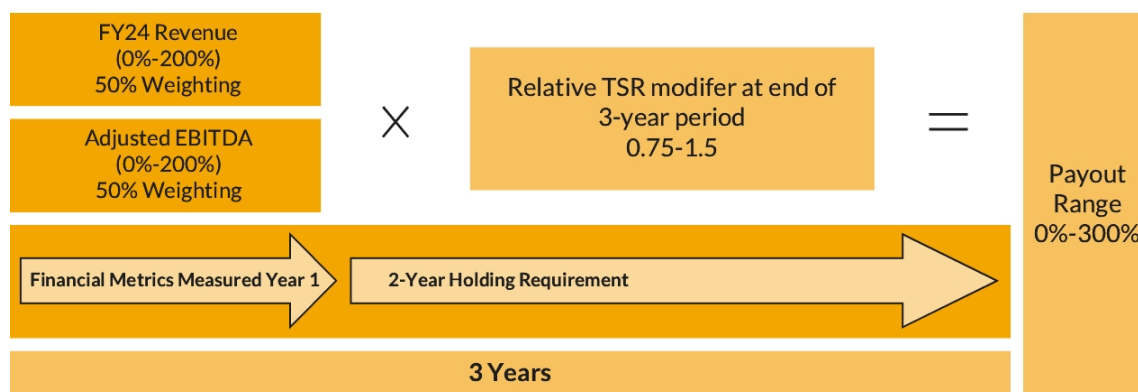 FY24 Revenue
(0%-200%)
50% Weighting
Adjusted EBITDA
(0%-200%)
50% Weighting
×
Relative TSR modifer at end of
3-year period
0.75-1.5
=
Payout
Range
0%-300%
Financial Metrics Measured Year 1
2-Year Holding Requirement
3 Years